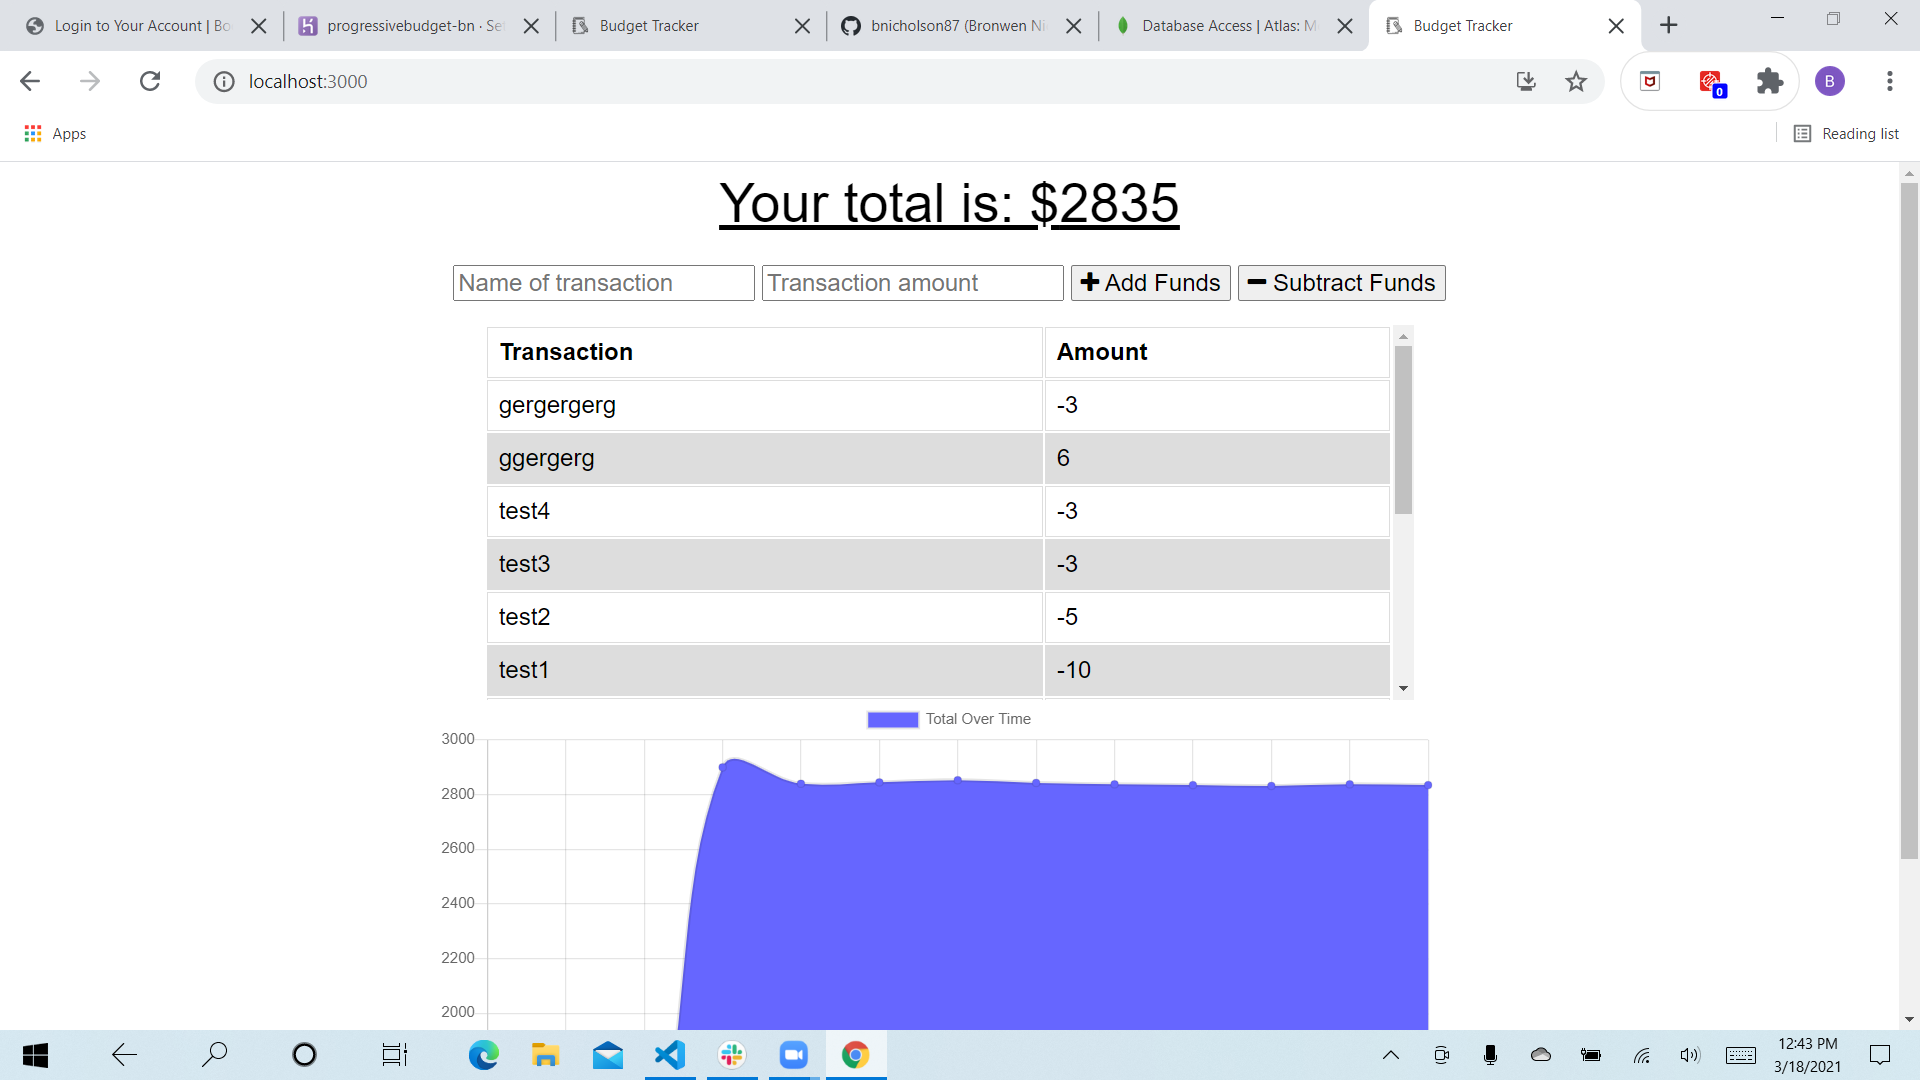 Login to Your Account | Bo
progressivebudget-bn · Se
Budget Tracker
bnicholson87 (Bronwen Ni
Database Access | Atlas: M
Budget Tracker
localhost:3000
0
B
Apps
Reading list
Your total is: $2835
Name of transaction
Transaction amount
Add Funds
Subtract Funds
Transaction Amount
gergergerg -3
ggergerg 6
test4 -3
test3 -3
test2 -5
test1 -10
Total Over Time
3000
2800
2600
2400
2200
2000
12:43 PM
3/18/2021